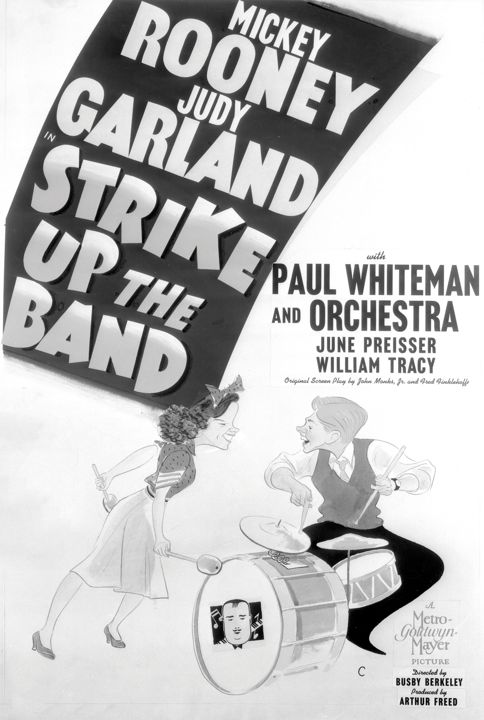 MICKEY
ROONEY
JUDY
GARLAND
IN
STRIKE
UP THE
BAND
with
PAUL WHITEMAN
AND ORCHESTRA
JUNE PREISSER
WILLIAM TRACY
Original Screen Play by John Monks, Jr. and Fred Finklehoffe
A
Metro-
Goldwyn-
Mayer
PICTURE
Directed by
BUSBY BERKELEY
Produced by
ARTHUR FREED
C